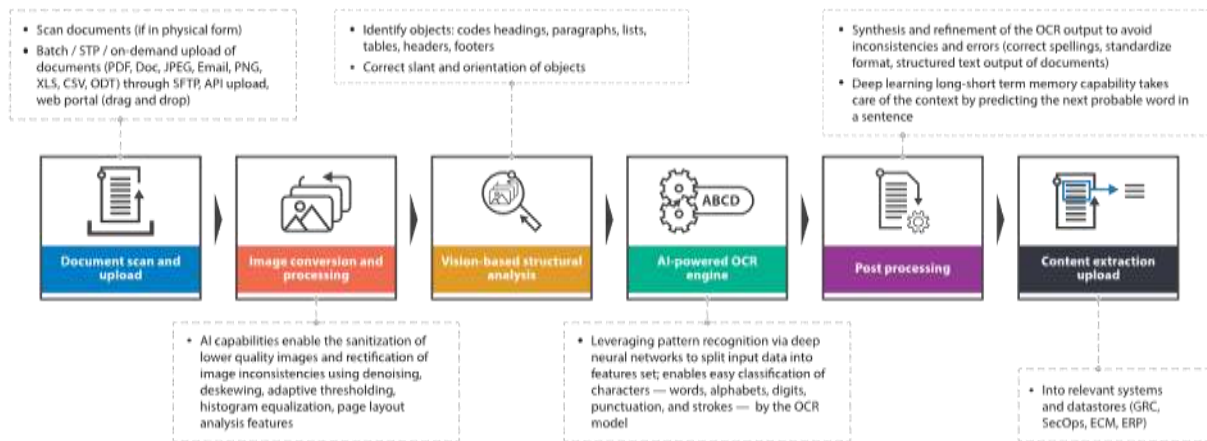 • Scan documents (if in physical form)
• Batch / STP / on-demand upload of
documents (PDF, Doc, JPEG, Email, PNG,
XLS, CSV, ODT) through SFTP, API upload,
web portal (drag and drop)
• Identify objects: codes headings, paragraphs, lists,
tables, headers, footers
• Correct slant and orientation of objects
• Synthesis and refinement of the OCR output to avoid
inconsistencies and errors (correct spellings, standardize
format, structured text output of documents)
• Deep learning long-short term memory capability takes
care of the context by predicting the next probable word in
a sentence
Document scan and
upload
Image conversion and
processing
Vision-based structural
analysis
ABCD
AI-powered OCR
engine
Post processing
Content extraction
upload
• AI capabilities enable the sanitization of
lower quality images and rectification of
image inconsistencies using denoising,
deskewing, adaptive thresholding,
histogram equalization, page layout
analysis features
• Leveraging pattern recognition via deep
neural networks to split input data into
features set; enables easy classification of
characters — words, alphabets, digits,
punctuation, and strokes — by the OCR
model
• Into relevant systems
and datastores (GRC,
SecOps, ECM, ERP)